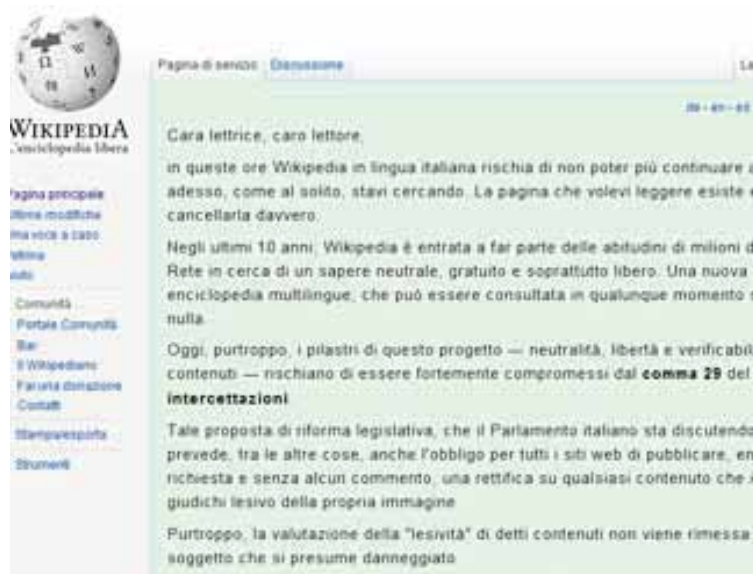 WIKIPEDIA
L'enciclopedia libera
Pagina principale
Ultime modifiche
Una voce a caso
Vetrina
Aiuto
Comunità
Portale Comunità
Bar
Il Wikipediano
Fai una donazione
Contatti
Stampa/esporta
Strumenti
Pagina di servizio Discussione
de - en - es
Cara lettrice, caro lettore,
in queste ore Wikipedia in lingua italiana rischia di non poter più continuare a
adesso, come al solito, stavi cercando. La pagina che volevi leggere esiste e
cancellarla davvero.
Negli ultimi 10 anni, Wikipedia è entrata a far parte delle abitudini di milioni d
Rete in cerca di un sapere neutrale, gratuito e soprattutto libero. Una nuova
enciclopedia multilingue, che può essere consultata in qualunque momento s
nulla.
Oggi, purtroppo, i pilastri di questo progetto — neutralità, libertà e verificabil
contenuti — rischiano di essere fortemente compromessi dal comma 29 del
intercettazioni.
Tale proposta di riforma legislativa, che il Parlamento italiano sta discutendo
prevede, tra le altre cose, anche l'obbligo per tutti i siti web di pubblicare, en
richiesta e senza alcun commento, una rettifica su qualsiasi contenuto che i
giudichi lesivo della propria immagine.
Purtroppo, la valutazione della "lesività" di detti contenuti non viene rimessa
soggetto che si presume danneggiato.